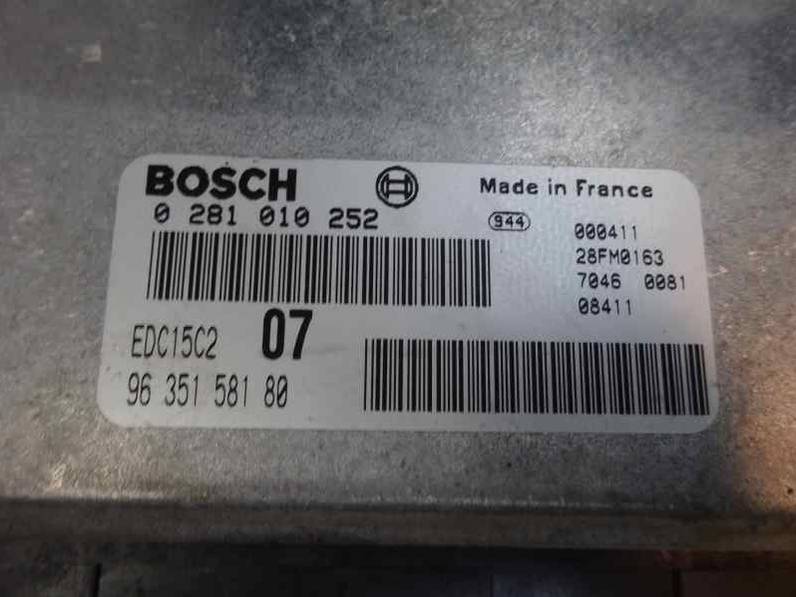 BOSCH Made in France
0 281 010 252
944 000411
28FM0163
7046 0081
08411
EDC15C2 07
96 351 581 80